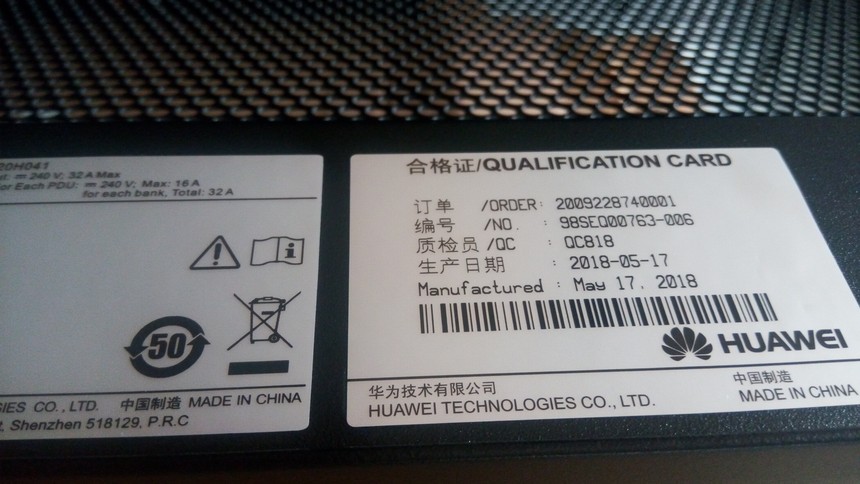 20H041
240 V; 32 A Max
or Each PDU: ⎓ 240 V; Max: 16 A
for each bank, Total: 32 A
50
IES CO., LTD. 中国制造 MADE IN CHINA
Shenzhen 518129, P.R.C
合格证/QUALIFICATION CARD
订单 /ORDER: 2009228740001
编号 /NO. : 98SEQ00763-006
质检员 /QC : QC818
生产日期 : 2018-05-17
Manufactured : May 17, 2018
HUAWEI
华为技术有限公司
HUAWEI TECHNOLOGIES CO., LTD.
中国制造
MADE IN CHINA